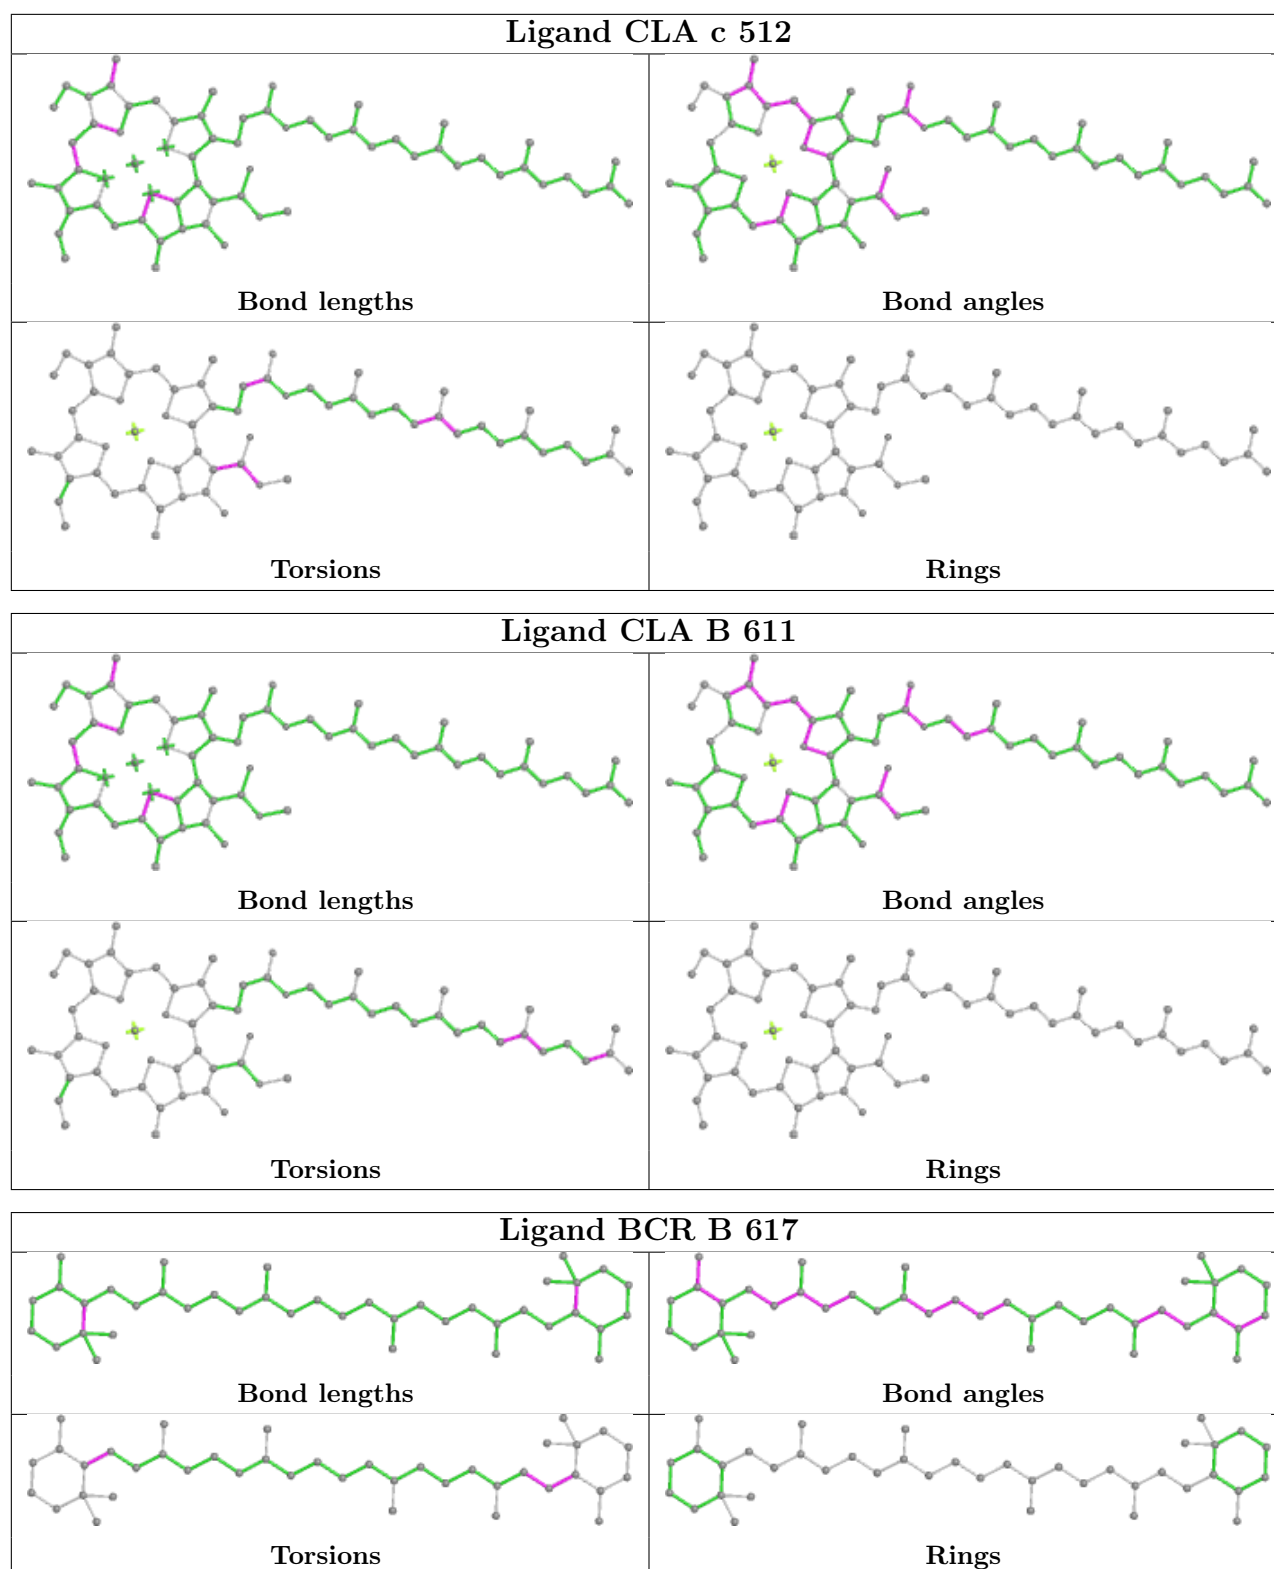 Ligand CLA c 512
Bond lengths
Bond angles
Torsions
Rings
Ligand CLA B 611
Bond lengths
Bond angles
Torsions
Rings
Ligand BCR B 617
Bond lengths
Bond angles
Torsions
Rings